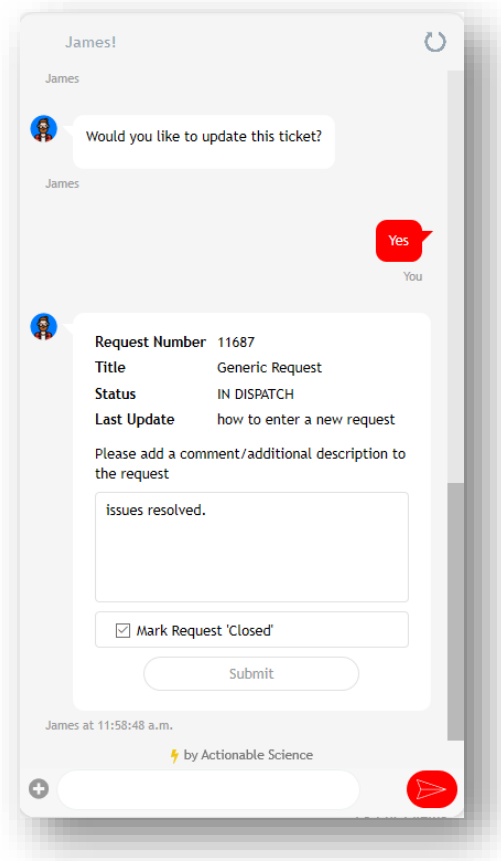 James!
James
Would you like to update this ticket?
James
Yes
You
Request Number 11687
Title Generic Request
Status IN DISPATCH
Last Update how to enter a new request
Please add a comment/additional description to
the request
issues resolved.
Mark Request 'Closed'
Submit
James at 11:58:48 a.m.
by Actionable Science